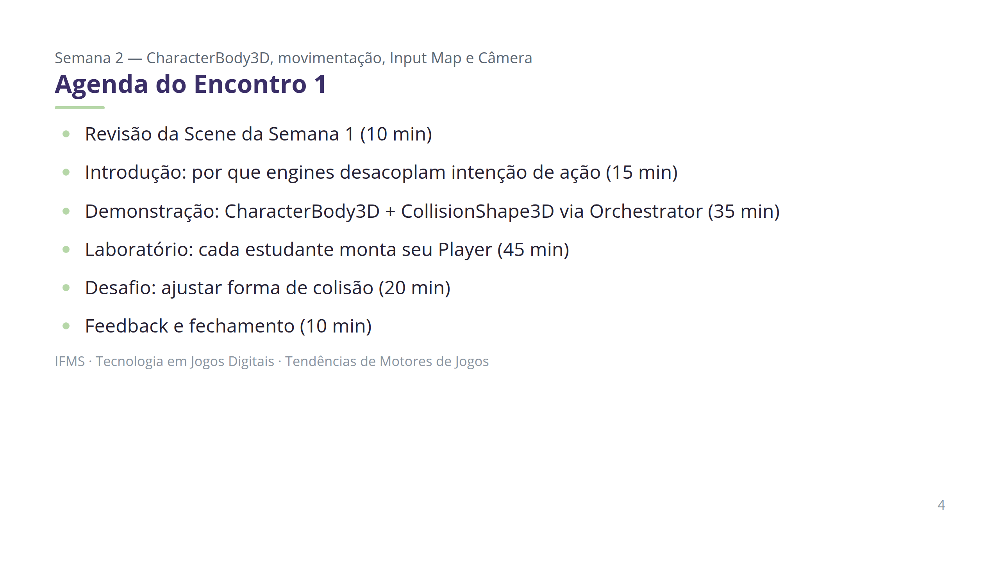 Semana 2 — CharacterBody3D, movimentação, Input Map e Câmera
Agenda do Encontro 1
Revisão da Scene da Semana 1 (10 min)
Introdução: por que engines desacoplam intenção de ação (15 min)
Demonstração: CharacterBody3D + CollisionShape3D via Orchestrator (35 min)
Laboratório: cada estudante monta seu Player (45 min)
Desafio: ajustar forma de colisão (20 min)
Feedback e fechamento (10 min)
IFMS · Tecnologia em Jogos Digitais · Tendências de Motores de Jogos
4